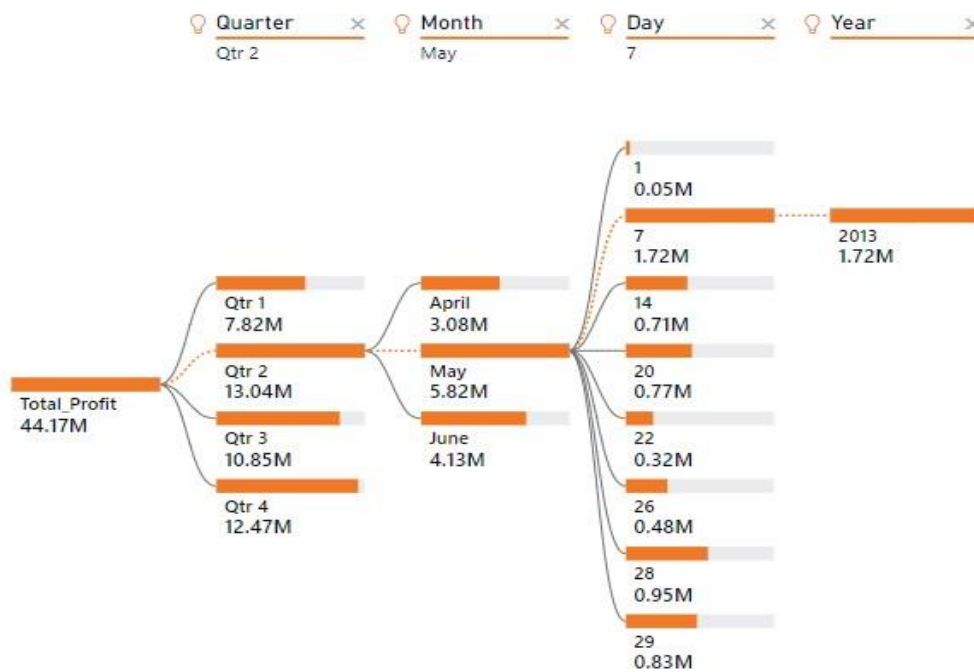 Quarter
Qtr 2
Month
May
Day
7
Year
Total_Profit
44.17M
Qtr 1
7.82M
Qtr 2
13.04M
Qtr 3
10.85M
Qtr 4
12.47M
April
3.08M
May
5.82M
June
4.13M
1
0.05M
7
1.72M
14
0.71M
20
0.77M
22
0.32M
26
0.48M
28
0.95M
29
0.83M
2013
1.72M